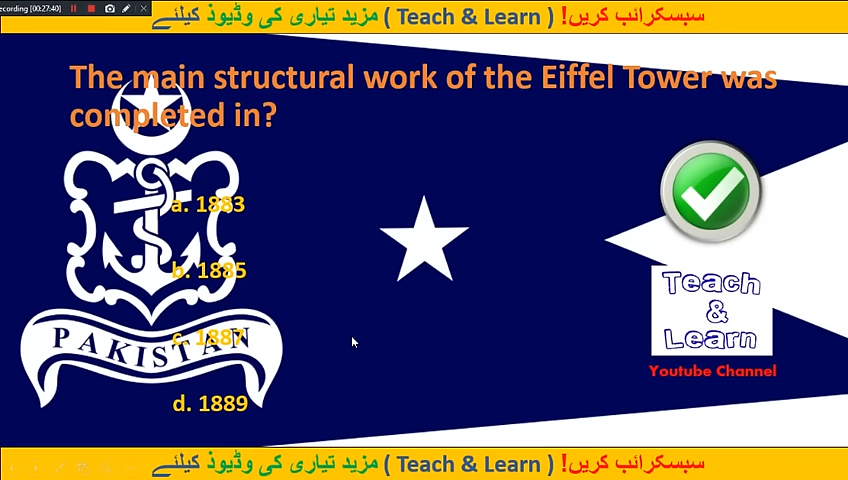 ecording [00:27:40]
سبسکرائب کریں! ( Teach & Learn ) مزید تیاری کی وڈیوذ کیلئے
The main structural work of the Eiffel Tower was
completed in?
a. 1883
b. 1885
PAKISTAN
c. 1887
d. 1889
Teach
&
Learn
Youtube Channel
سبسکرائب کریں! ( Teach & Learn ) مزید تیاری کی وڈیوذ کیلئے